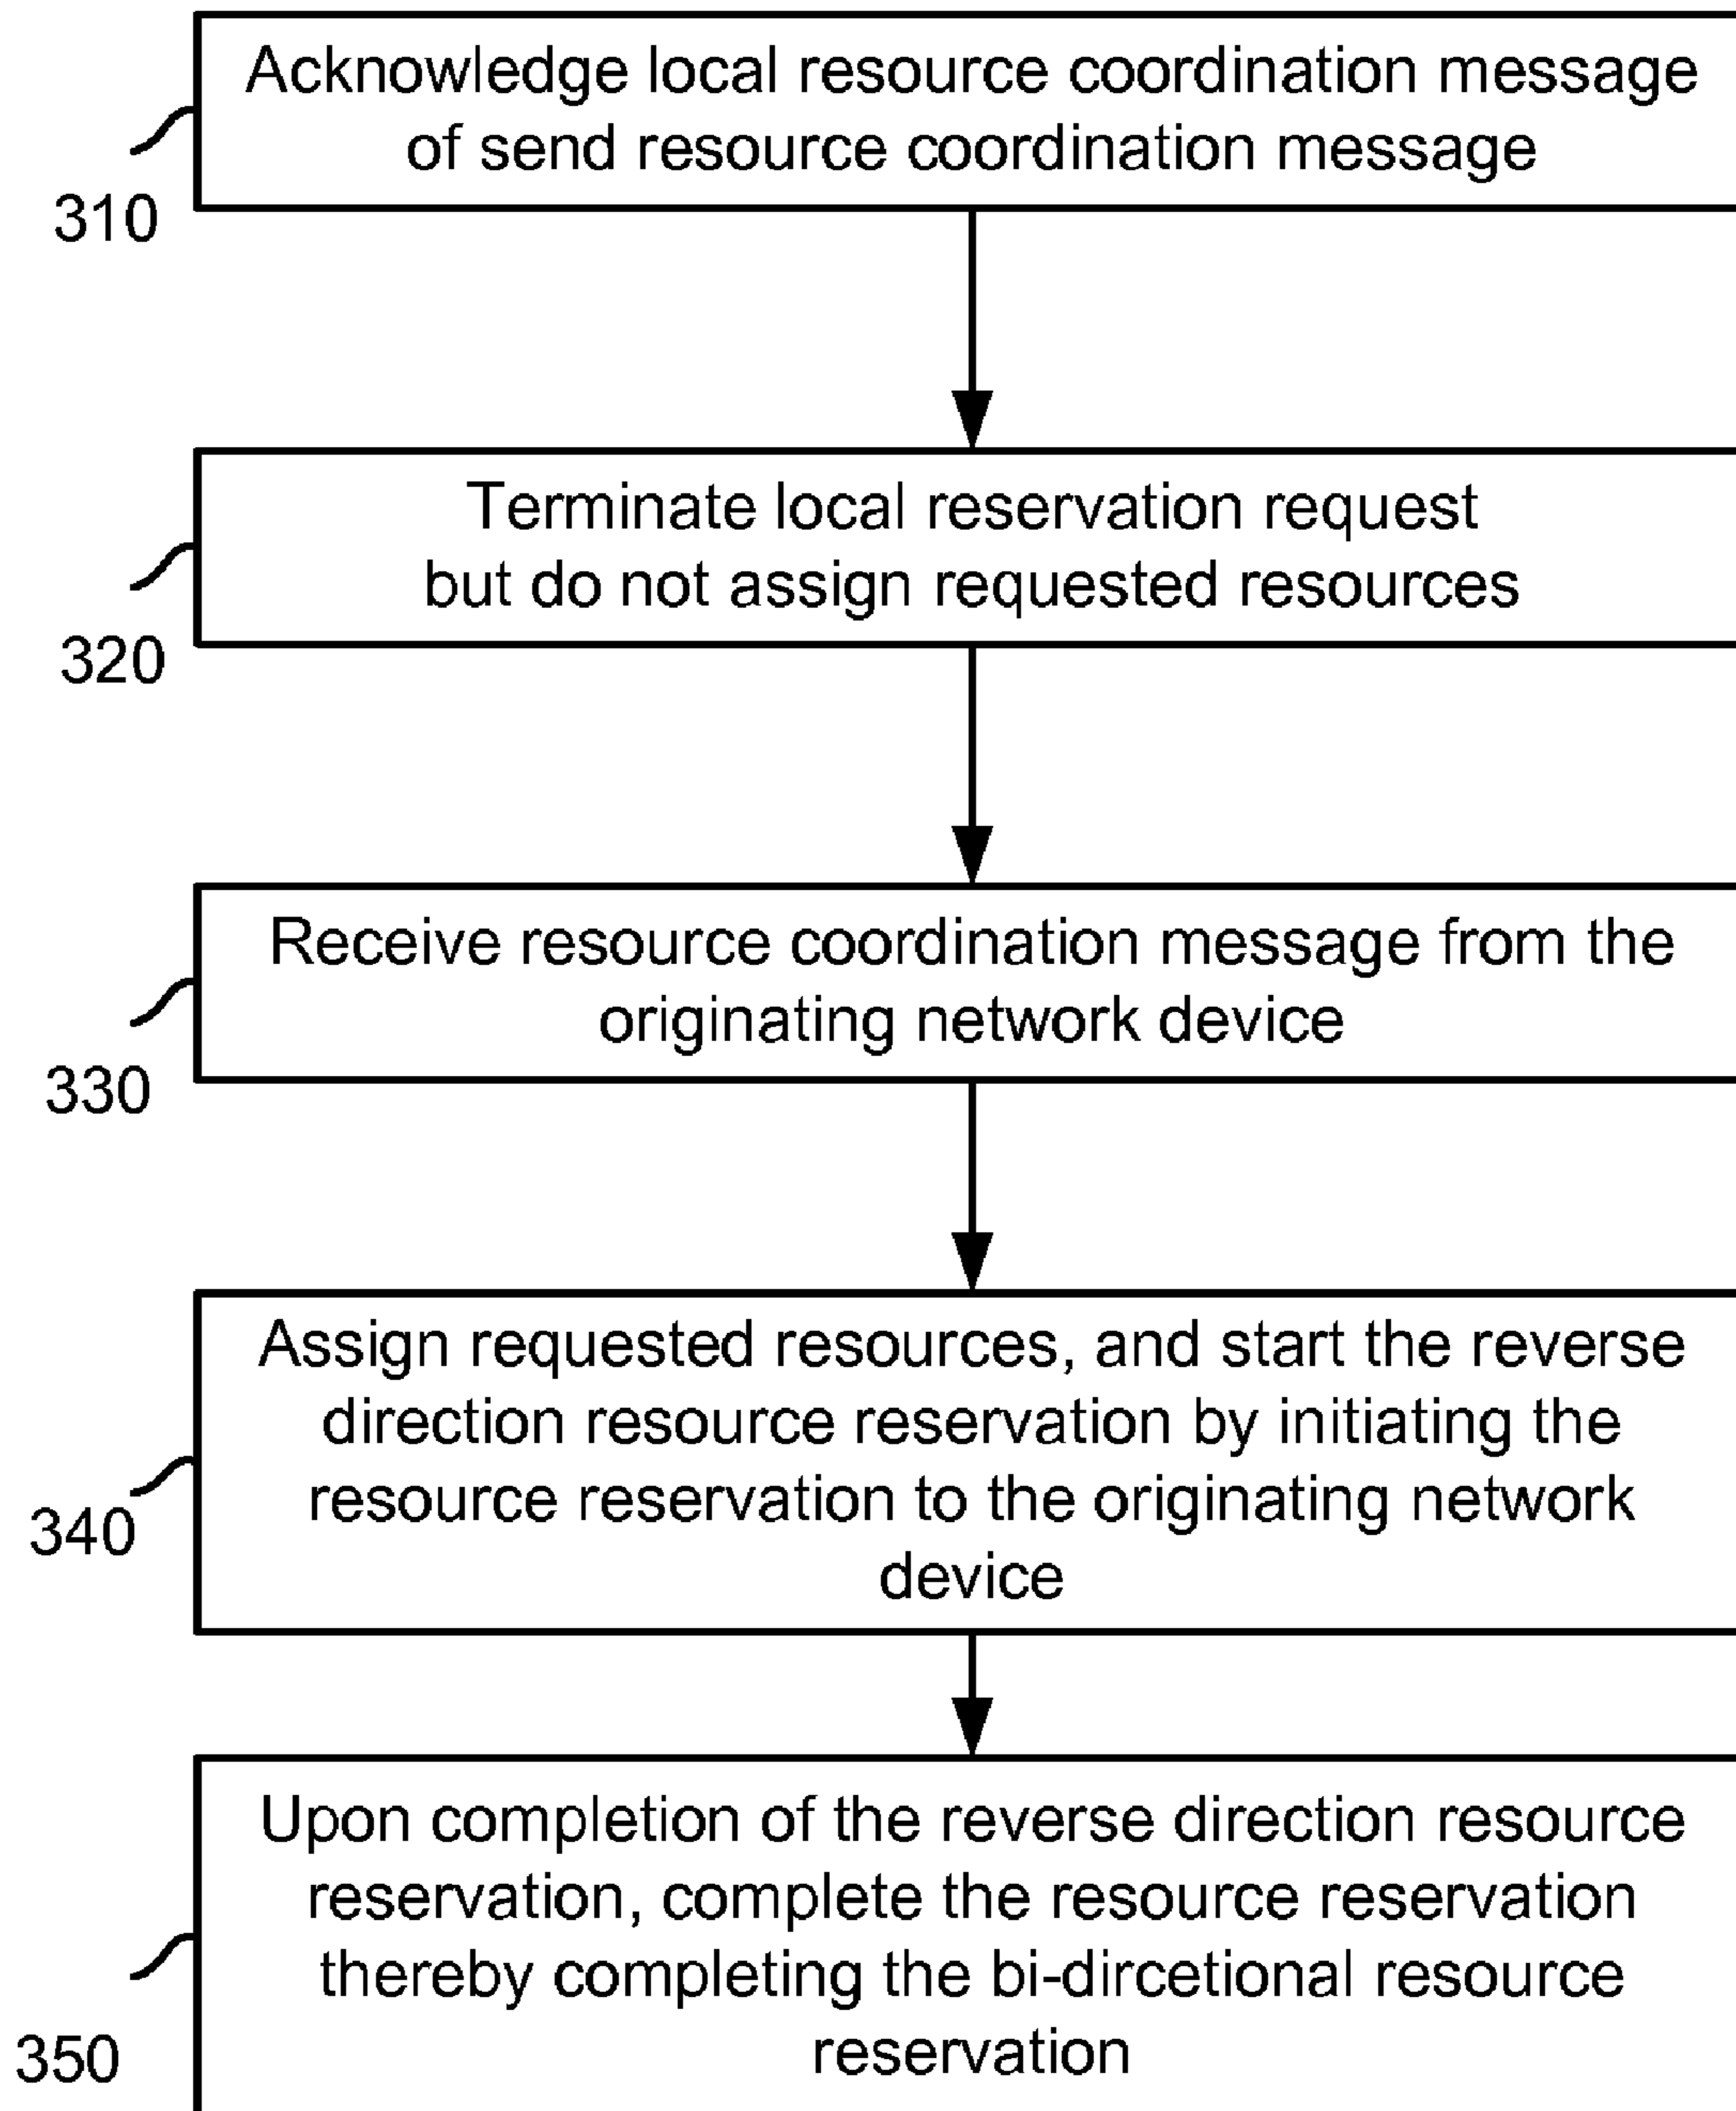 Acknowledge local resource coordination message
of send resource coordination message
310
Terminate local reservation request
but do not assign requested resources
320
Receive resource coordination message from the
originating network device
330
Assign requested resources, and start the reverse
direction resource reservation by initiating the
resource reservation to the originating network
device
340
Upon completion of the reverse direction resource
reservation, complete the resource reservation
thereby completing the bi-dircetional resource
reservation
350